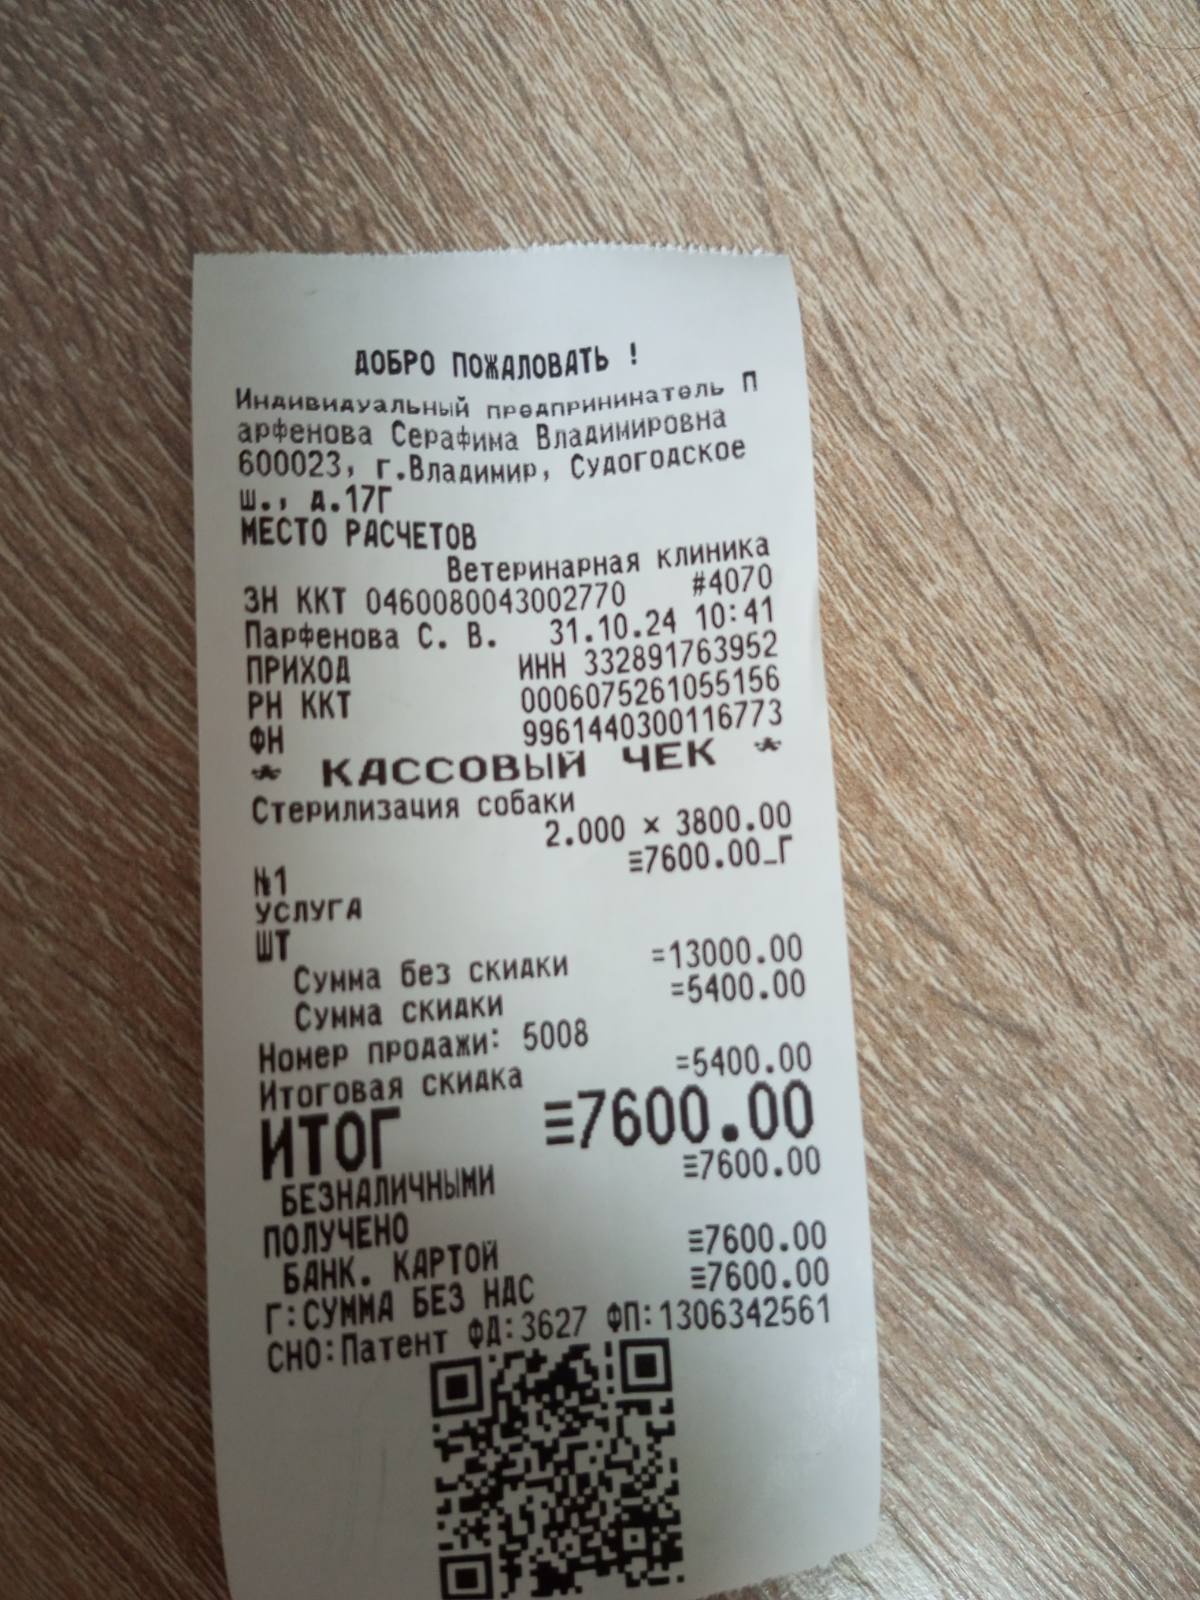 ДОБРО ПОЖАЛОВАТЬ !
Индивидуальный предприниматель П
арфенова Серафима Владимировна
600023, г.Владимир, Судогодское
ш., д.17Г
МЕСТО РАСЧЕТОВ
Ветеринарная клиника
ЗН ККТ 0460080043002770 #4070
Парфенова С. В. 31.10.24 10:41
ПРИХОД ИНН 332891763952
РН ККТ 0006075261055156
ФН 9961440300116773
* КАССОВЫЙ ЧЕК *
Стерилизация собаки
2.000 × 3800.00
≡7600.00_Г
№1
УСЛУГА
ШТ
Сумма без скидки =13000.00
Сумма скидки =5400.00
Номер продажи: 5008
Итоговая скидка =5400.00
ИТОГ ≡7600.00
БЕЗНАЛИЧНЫМИ ≡7600.00
ПОЛУЧЕНО
БАНК. КАРТОЙ ≡7600.00
Г:СУММА БЕЗ НДС ≡7600.00
СНО:Патент ФД:3627 ФП:1306342561